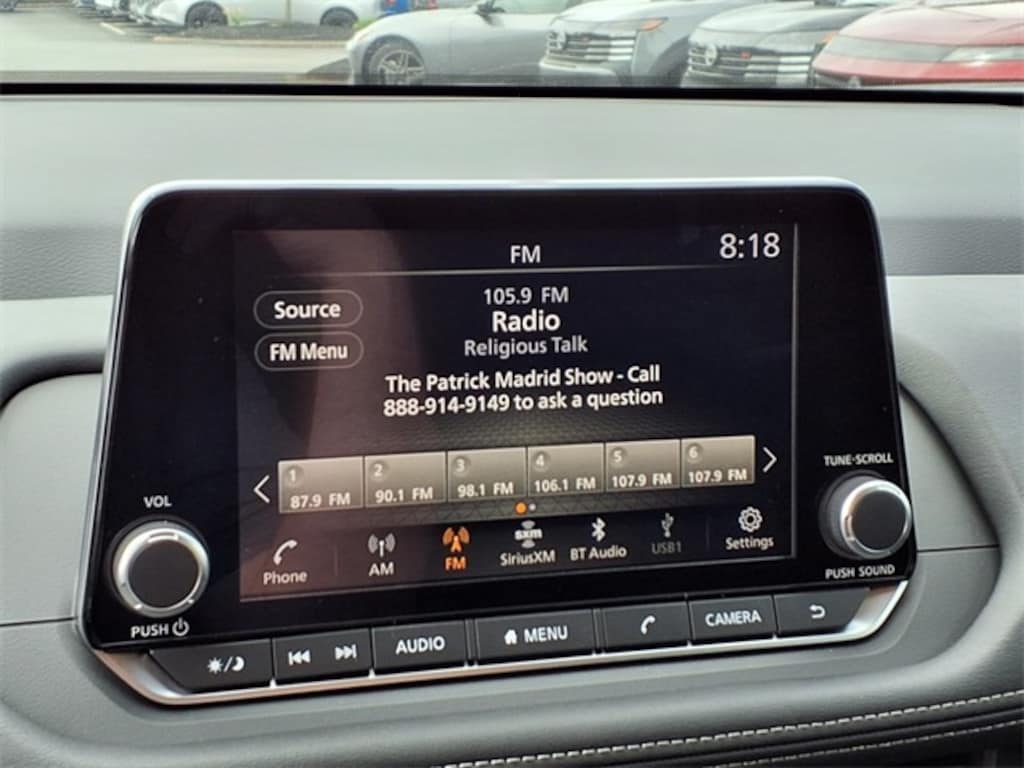 FM
8:18
Source
FM Menu
105.9 FM
Radio
Religious Talk
The Patrick Madrid Show - Call
888-914-9149 to ask a question
1 2 3 4 5 6
87.9 FM 90.1 FM 98.1 FM 106.1 FM 107.9 FM 107.9 FM
Phone AM FM SiriusXM BT Audio USB1 Settings
sxm
VOL
PUSH
TUNE·SCROLL
PUSH SOUND
AUDIO MENU CAMERA